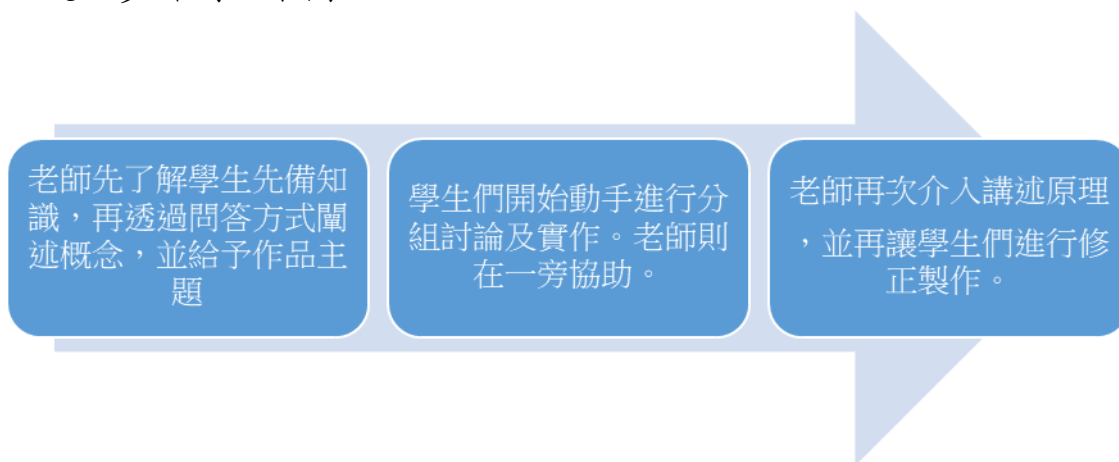 老師先了解學生先備知
識，再透過問答方式闡
述概念，並給予作品主
題
學生們開始動手進行分
組討論及實作。老師則
在一旁協助。
老師再次介入講述原理
，並再讓學生們進行修
正製作。